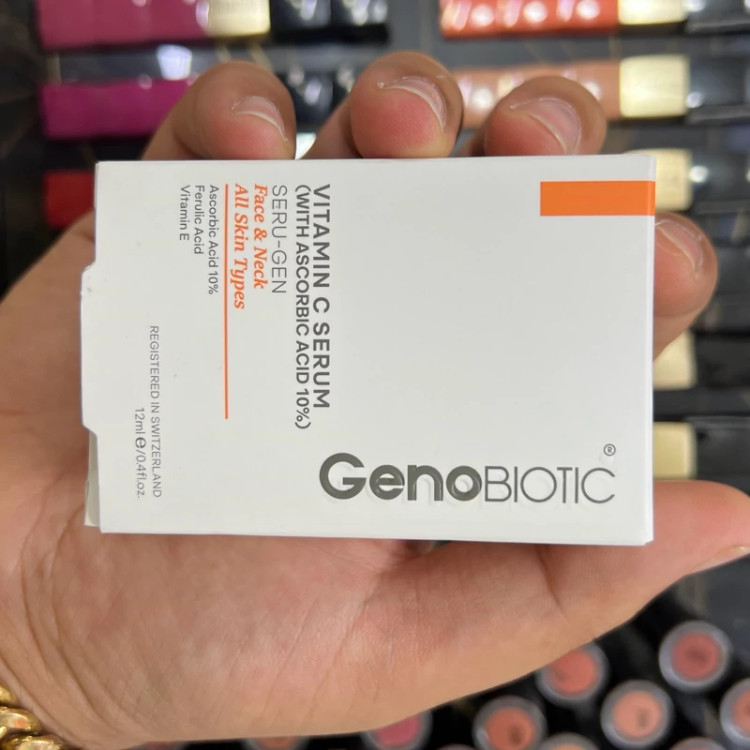 GenoBIOTIC®
VITAMIN C SERUM
(WITH ASCORBIC ACID 10%)
SERU-GEN
Face & Neck
All Skin Types
Ascorbic Acid 10%
Ferulic Acid
Vitamin E
REGISTERED IN SWITZERLAND
12ml ℮/0.4fl.oz.